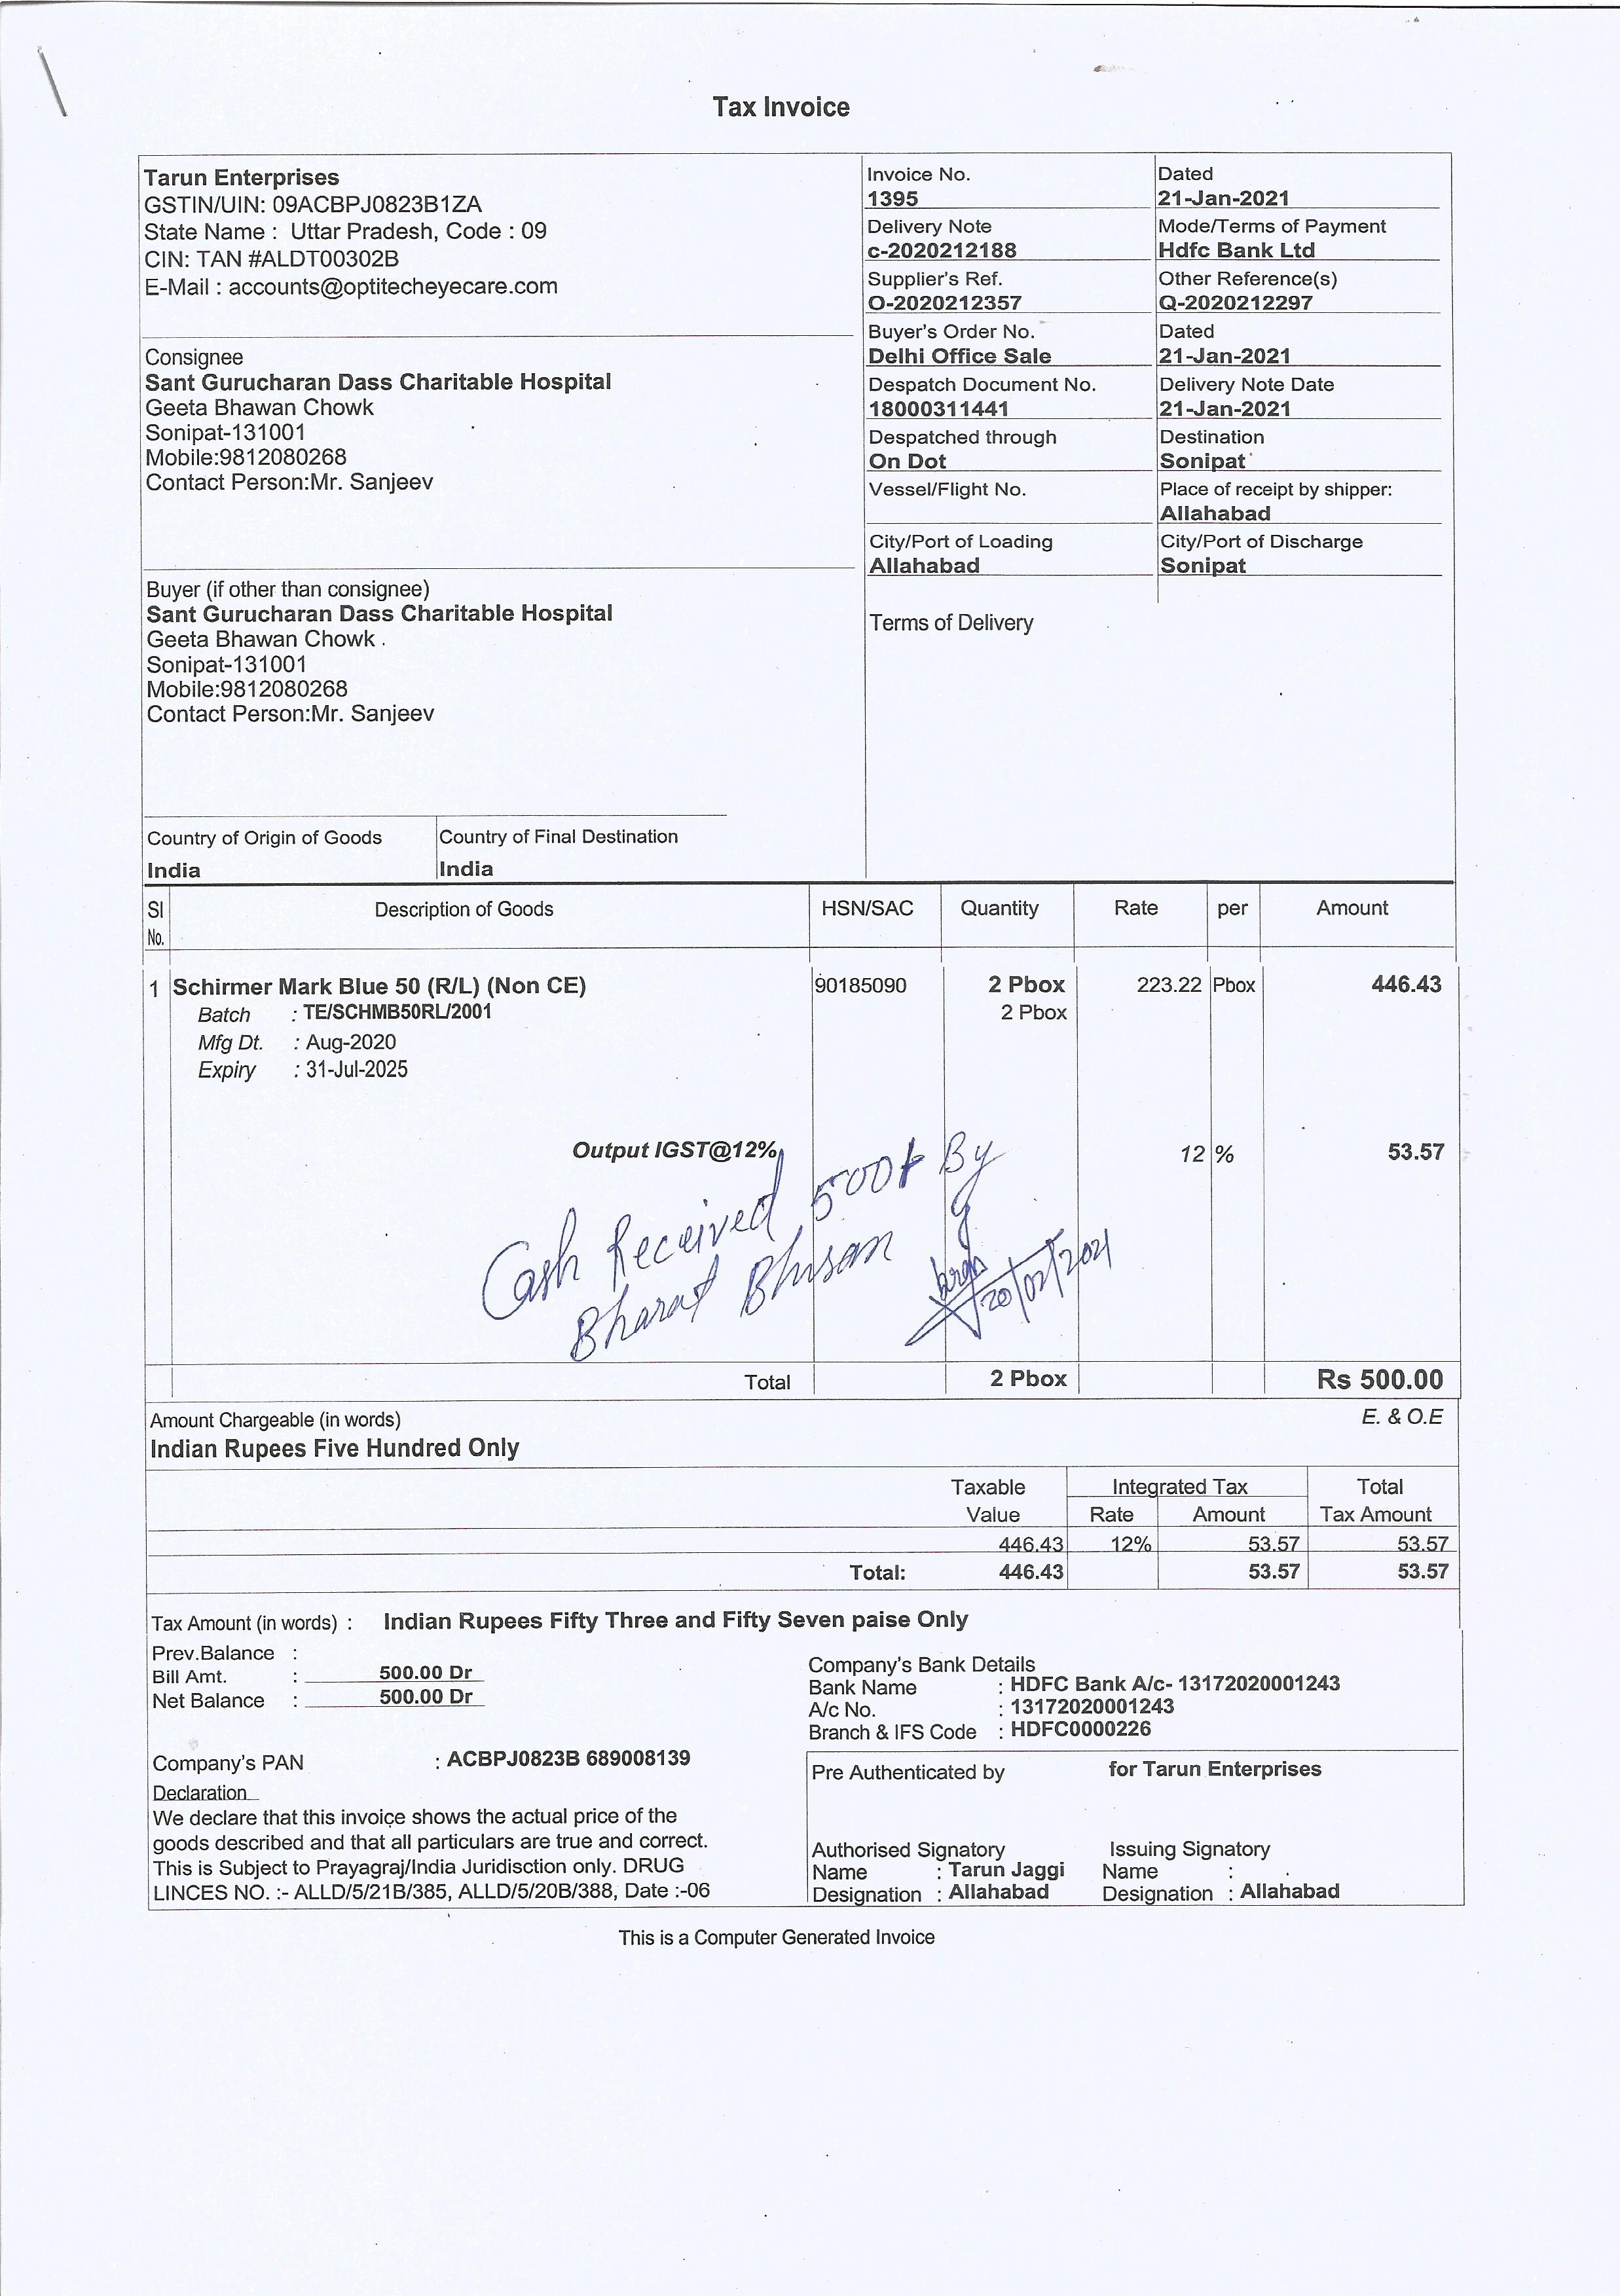 Tax Invoice
Tarun Enterprises
GSTIN/UIN: 09ACBPJ0823B1ZA
State Name : Uttar Pradesh, Code : 09
CIN: TAN #ALDT00302B
E-Mail : accounts@optitecheyecare.com
Invoice No.
1395
Dated
21-Jan-2021
Delivery Note
c-2020212188
Mode/Terms of Payment
Hdfc Bank Ltd
Supplier's Ref.
O-2020212357
Other Reference(s)
Q-2020212297
Buyer's Order No.
Delhi Office Sale
Dated
21-Jan-2021
Despatch Document No.
18000311441
Delivery Note Date
21-Jan-2021
Despatched through
On Dot
Destination
Sonipat
Vessel/Flight No.
Place of receipt by shipper:
Allahabad
City/Port of Loading
Allahabad
City/Port of Discharge
Sonipat
Terms of Delivery
Consignee
Sant Gurucharan Dass Charitable Hospital
Geeta Bhawan Chowk
Sonipat-131001
Mobile:9812080268
Contact Person:Mr. Sanjeev
Buyer (if other than consignee)
Sant Gurucharan Dass Charitable Hospital
Geeta Bhawan Chowk .
Sonipat-131001
Mobile:9812080268
Contact Person:Mr. Sanjeev
Country of Origin of Goods
India
Country of Final Destination
India
Sl No. Description of Goods HSN/SAC Quantity Rate per Amount
1 Schirmer Mark Blue 50 (R/L) (Non CE) 90185090 2 Pbox 223.22 Pbox 446.43
Batch : TE/SCHMB50RL/2001 2 Pbox
Mfg Dt. : Aug-2020
Expiry : 31-Jul-2025
Output IGST@12% 12 % 53.57
Cash Received 500 By
Bharat Bhusan
20/02/2021
Total 2 Pbox Rs 500.00
Amount Chargeable (in words) E. & O.E
Indian Rupees Five Hundred Only
Taxable Value Integrated Tax Total Tax Amount
Rate Amount
446.43 12% 53.57 53.57
Total: 446.43 53.57 53.57
Tax Amount (in words) : Indian Rupees Fifty Three and Fifty Seven paise Only
Prev.Balance :
Bill Amt. : 500.00 Dr
Net Balance : 500.00 Dr
Company's Bank Details
Bank Name : HDFC Bank A/c- 13172020001243
A/c No. : 13172020001243
Branch & IFS Code : HDFC0000226
Company's PAN : ACBPJ0823B 689008139
Declaration
We declare that this invoice shows the actual price of the
goods described and that all particulars are true and correct.
This is Subject to Prayagraj/India Juridisction only. DRUG
LINCES NO. :- ALLD/5/21B/385, ALLD/5/20B/388, Date :-06
Pre Authenticated by for Tarun Enterprises
Authorised Signatory
Name : Tarun Jaggi
Designation : Allahabad
Issuing Signatory
Name :
Designation : Allahabad
This is a Computer Generated Invoice